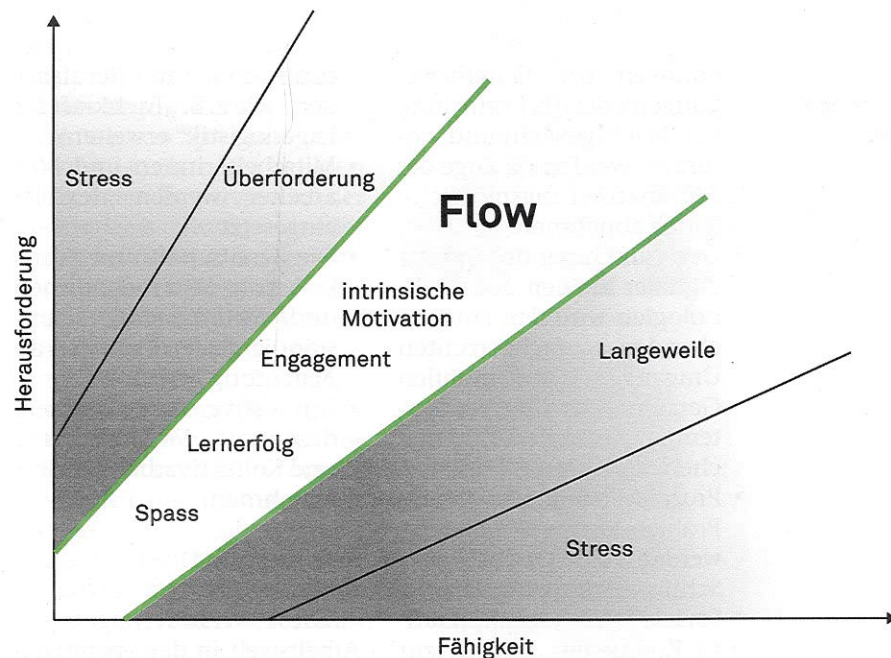 Stress
Überforderung
Flow
intrinsische
Motivation
Engagement
Langeweile
Lernerfolg
Spass
Stress
Herausforderung
Fähigkeit